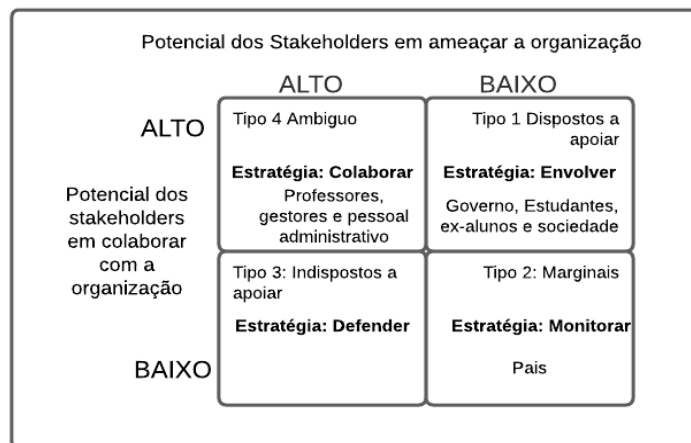 Potencial dos Stakeholders em ameaçar a organização
ALTO
BAIXO
ALTO
Potencial dos
stakeholders
em colaborar
com a
organização
BAIXO
Tipo 4 Ambiguo
Estratégia: Colaborar
Professores,
gestores e pessoal
administrativo
Tipo 1 Dispostos a
apoiar
Estratégia: Envolver
Governo, Estudantes,
ex-alunos e sociedade
Tipo 3: Indispostos a
apoiar
Estratégia: Defender
Tipo 2: Marginais
Estratégia: Monitorar
Pais